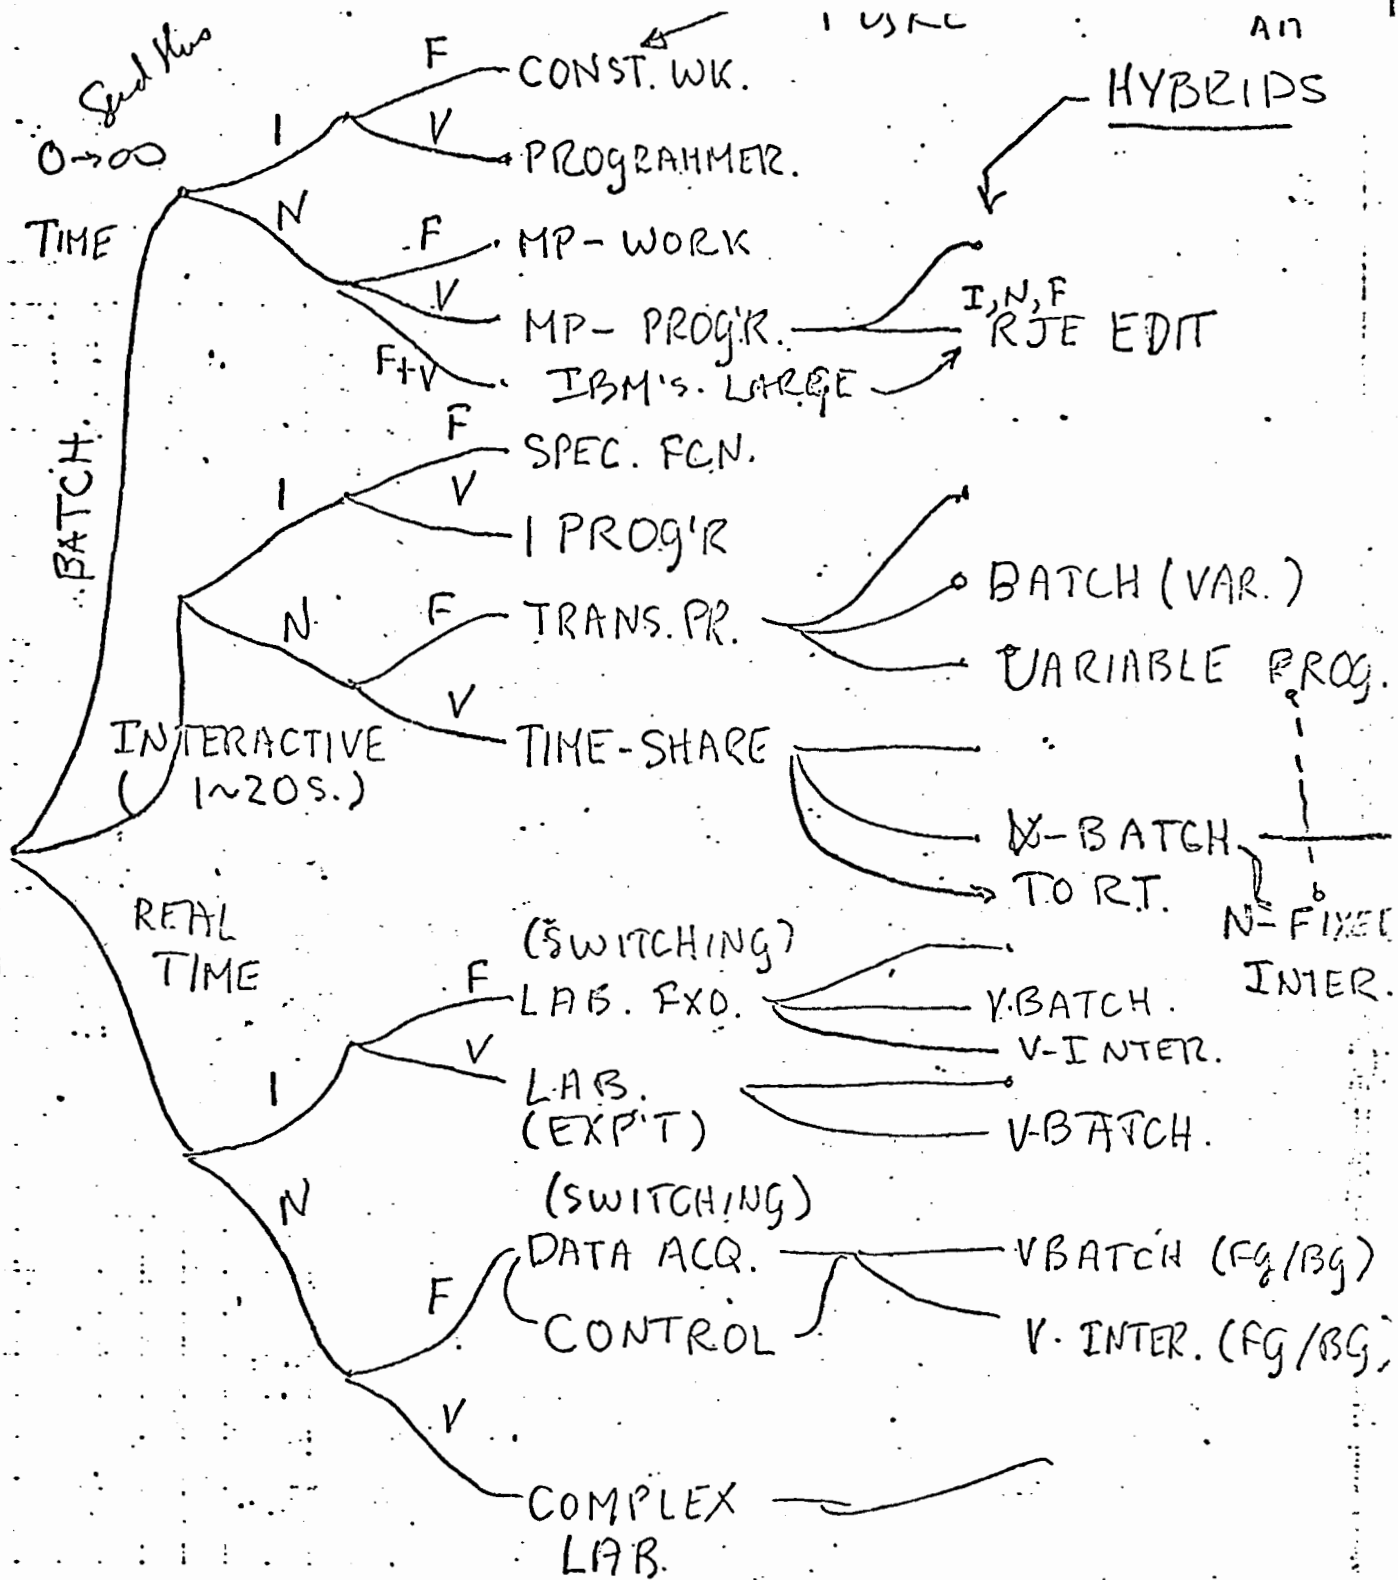 HYBRIDS
F CONST. WK.
I V PROGRAMMER.
0→∞
TIME
N F MP-WORK
V MP-PROG'R.
I,N,F
RJE EDIT
F+V IBM's. LARGE
BATCH.
F SPEC. FCN.
I V 1 PROG'R
N F TRANS. PR.
BATCH (VAR.)
VARIABLE PROG.
V TIME-SHARE
INTERACTIVE
1~20S.)
-BATCH
TO RT.
N-FIXED
INTER.
REAL
TIME
(SWITCHING)
F LAB. FXD.
V.BATCH.
V-INTER.
I V LAB.
(EXP'T)
V-BATCH.
N
(SWITCHING)
F DATA ACQ.
VBATCH (FG/BG)
CONTROL
V. INTER. (FG/BG)
V COMPLEX
LAB.